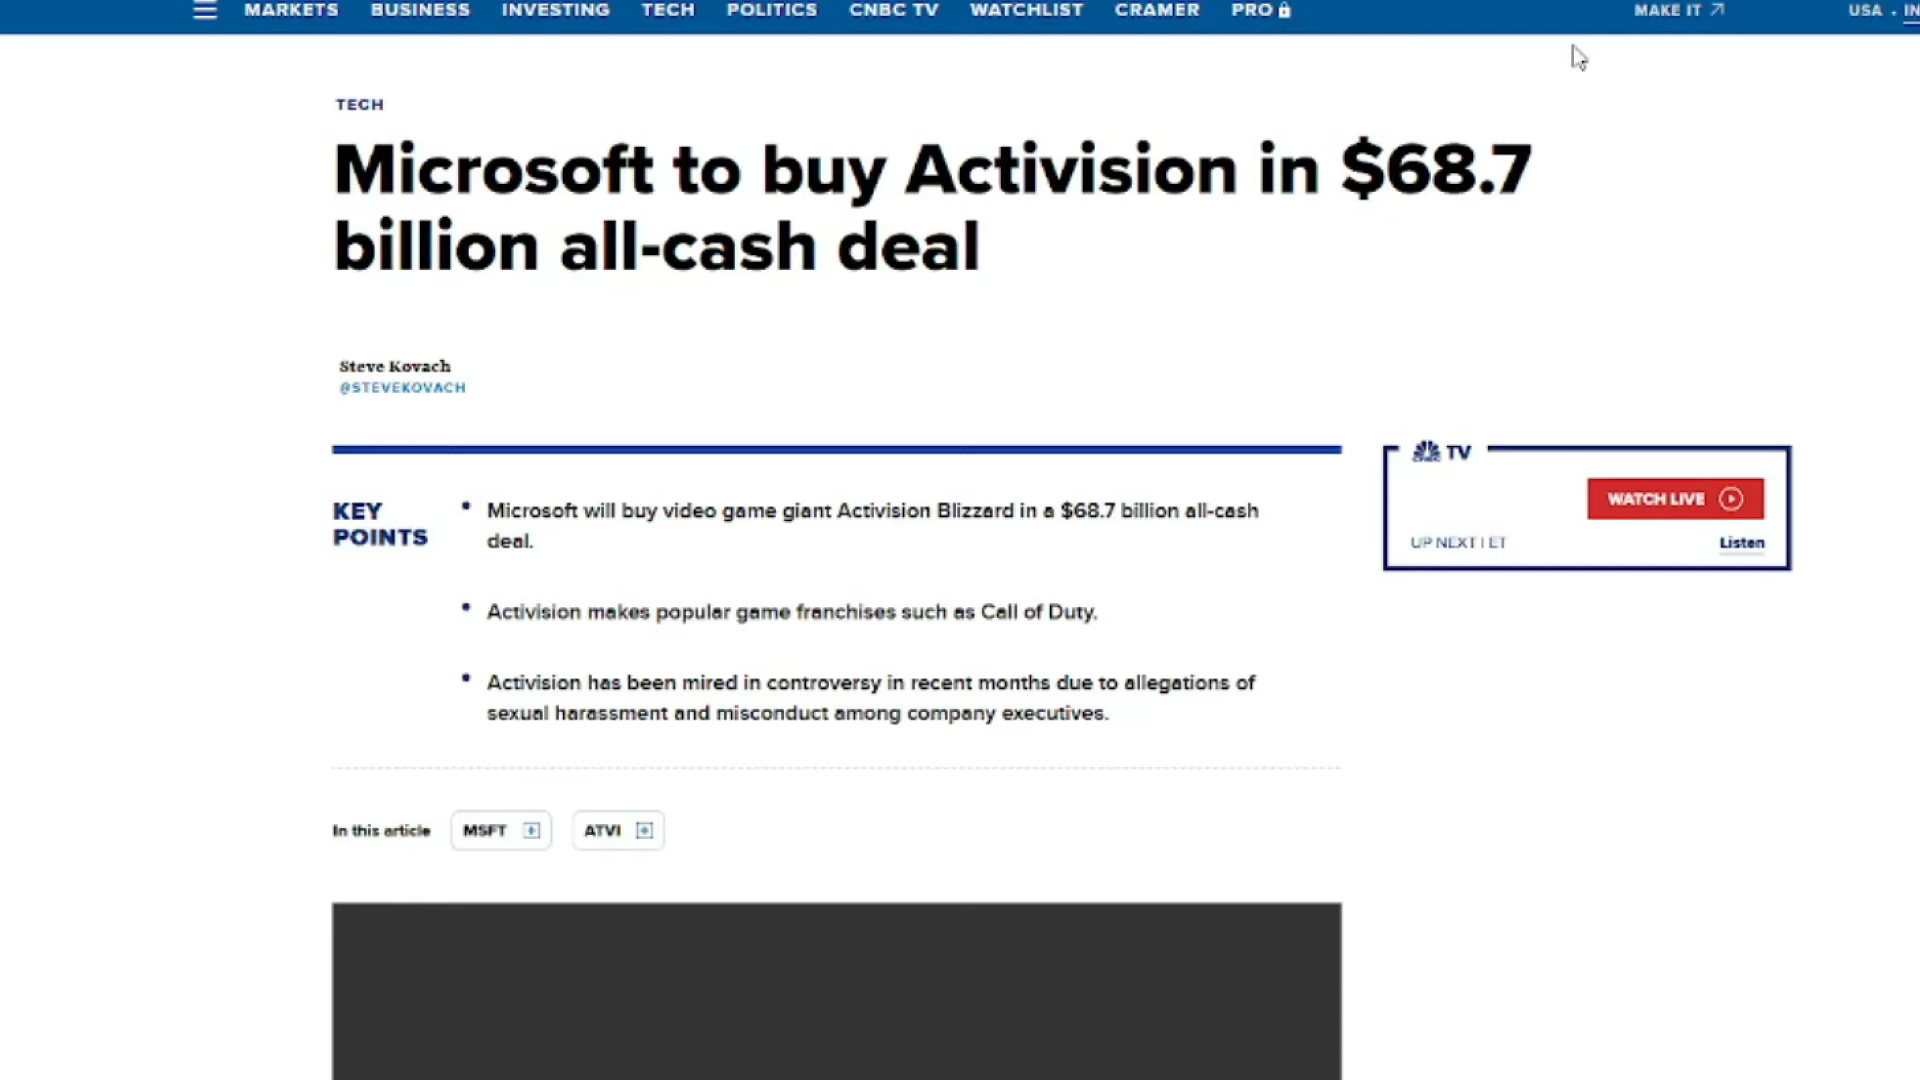 MARKETS BUSINESS INVESTING TECH POLITICS CNBC TV WATCHLIST CRAMER PRO MAKE IT USA · IN
TECH
Microsoft to buy Activision in $68.7
billion all-cash deal
Steve Kovach
@STEVEKOVACH
KEY
POINTS
Microsoft will buy video game giant Activision Blizzard in a $68.7 billion all-cash
deal.
Activision makes popular game franchises such as Call of Duty.
Activision has been mired in controversy in recent months due to allegations of
sexual harassment and misconduct among company executives.
In this article MSFT ATVI
CNBC TV
WATCH LIVE
UP NEXT | ET Listen